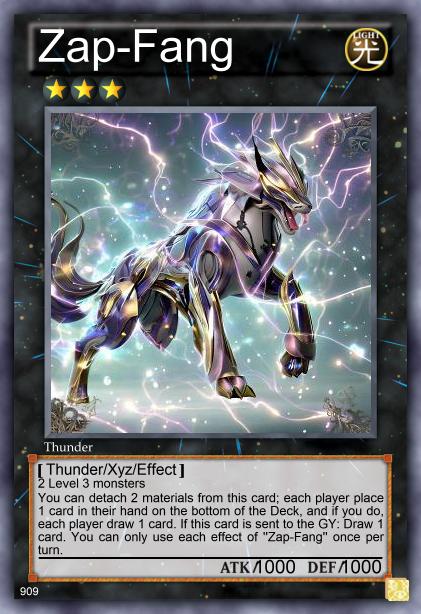 Zap-Fang
LIGHT
光
Thunder
[ Thunder/Xyz/Effect ]
2 Level 3 monsters
You can detach 2 materials from this card; each player place
1 card in their hand on the bottom of the Deck, and if you do,
each player draw 1 card. If this card is sent to the GY: Draw 1
card. You can only use each effect of "Zap-Fang" once per
turn.
ATK/1000 DEF/1000
909